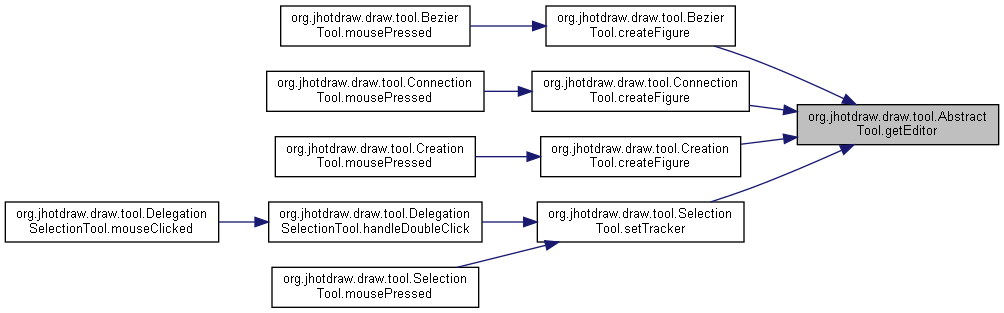 org.jhotdraw.draw.tool.Bezier
Tool.mousePressed
org.jhotdraw.draw.tool.Bezier
Tool.createFigure
org.jhotdraw.draw.tool.Connection
Tool.mousePressed
org.jhotdraw.draw.tool.Connection
Tool.createFigure
org.jhotdraw.draw.tool.Abstract
Tool.getEditor
org.jhotdraw.draw.tool.Creation
Tool.mousePressed
org.jhotdraw.draw.tool.Creation
Tool.createFigure
org.jhotdraw.draw.tool.Delegation
SelectionTool.mouseClicked
org.jhotdraw.draw.tool.Delegation
SelectionTool.handleDoubleClick
org.jhotdraw.draw.tool.Selection
Tool.setTracker
org.jhotdraw.draw.tool.Selection
Tool.mousePressed